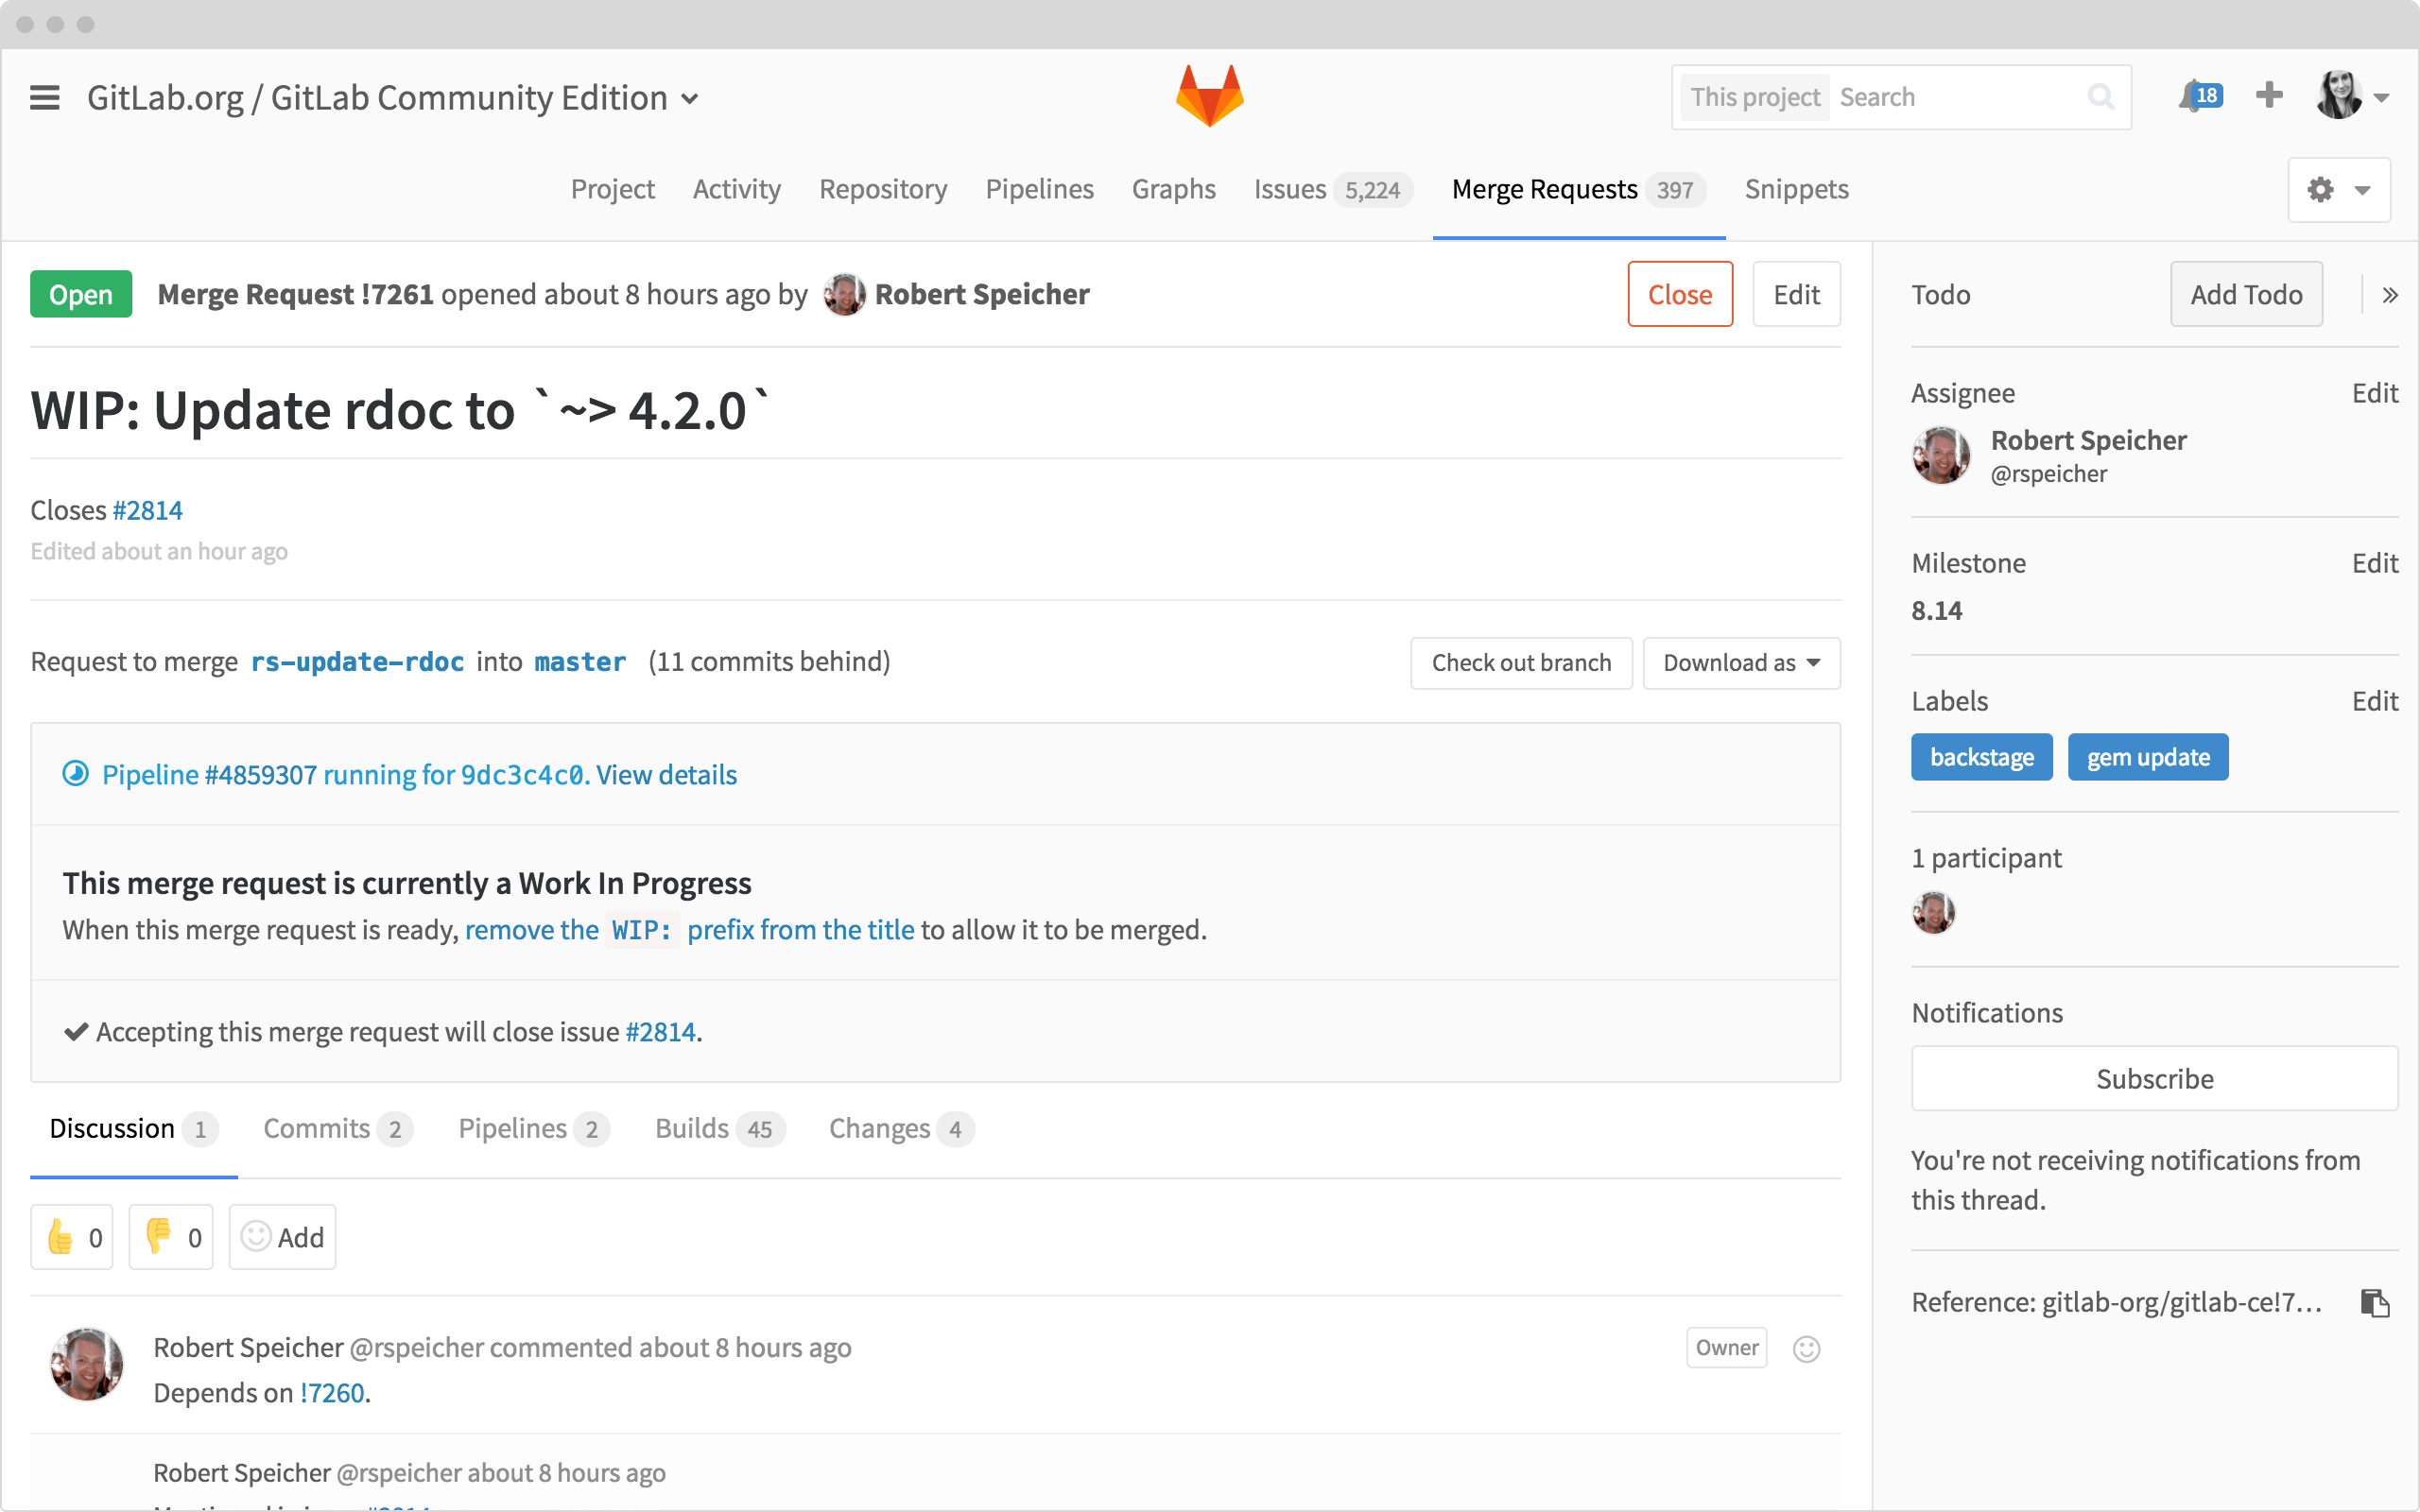 GitLab.org / GitLab Community Edition
This project Search
18
Project Activity Repository Pipelines Graphs Issues 5,224 Merge Requests 397 Snippets
Open Merge Request !7261 opened about 8 hours ago by Robert Speicher
Close Edit
Todo Add Todo »
WIP: Update rdoc to `~> 4.2.0`
Closes #2814
Edited about an hour ago
Request to merge rs-update-rdoc into master (11 commits behind)
Check out branch Download as
Pipeline #4859307 running for 9dc3c4c0. View details
This merge request is currently a Work In Progress
When this merge request is ready, remove the WIP: prefix from the title to allow it to be merged.
Accepting this merge request will close issue #2814.
Discussion 1 Commits 2 Pipelines 2 Builds 45 Changes 4
0 0 Add
Robert Speicher @rspeicher commented about 8 hours ago
Owner
Depends on !7260.
Robert Speicher @rspeicher about 8 hours ago
Assignee Edit
Robert Speicher
@rspeicher
Milestone Edit
8.14
Labels Edit
backstage gem update
1 participant
Notifications
Subscribe
You're not receiving notifications from
this thread.
Reference: gitlab-org/gitlab-ce!7…